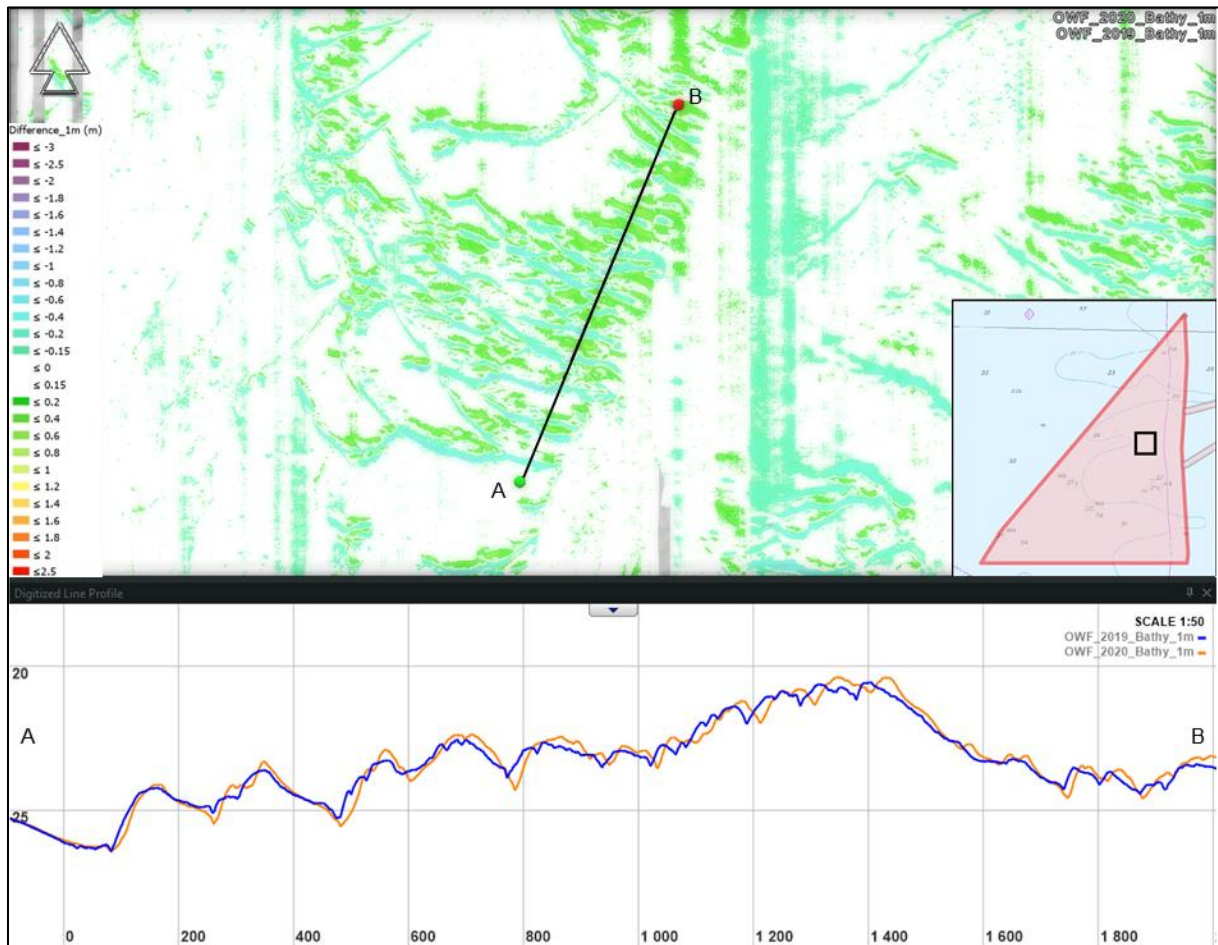 OWF_2020_Bathy_1m
OWF_2019_Bathy_1m
B
Difference_1m (m)
≤ -3
≤ -2.5
≤ -2
≤ -1.8
≤ -1.6
≤ -1.4
≤ -1.2
≤ -1
≤ -0.8
≤ -0.6
≤ -0.4
≤ -0.2
≤ -0.15
≤ 0
≤ 0.15
≤ 0.2
≤ 0.4
≤ 0.6
≤ 0.8
≤ 1
≤ 1.2
≤ 1.4
≤ 1.6
≤ 1.8
≤ 2
≤2.5
A
Digitized Line Profile
SCALE 1:50
OWF_2019_Bathy_1m
OWF_2020_Bathy_1m
20
A
B
25
0 200 400 600 800 1 000 1 200 1 400 1 600 1 800